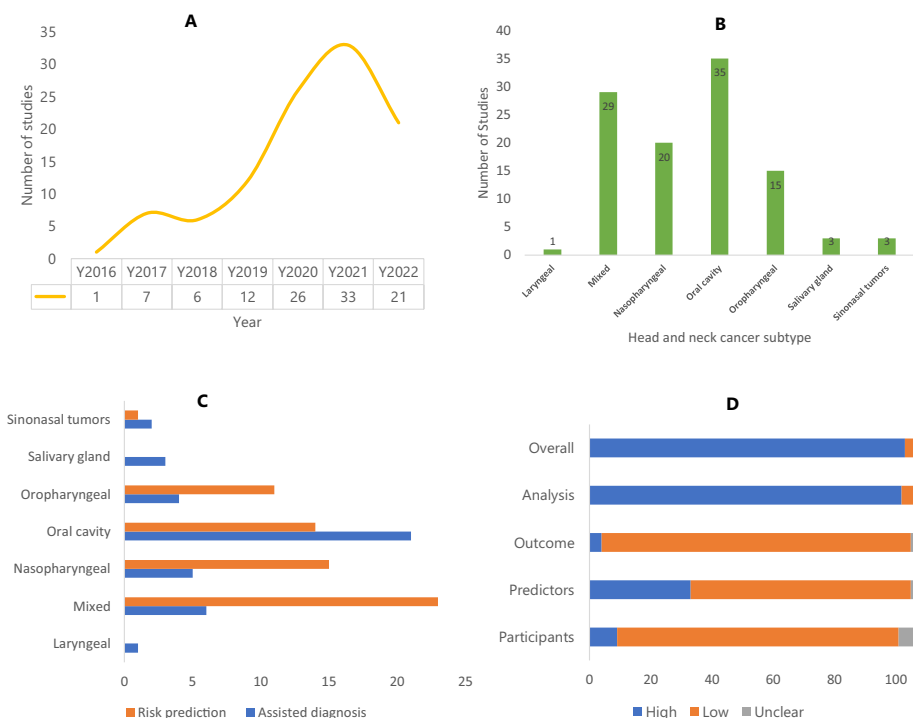 A
Number of studies
35
30
25
20
15
10
5
0
Y2016 Y2017 Y2018 Y2019 Y2020 Y2021 Y2022
1 7 6 12 26 33 21
Year
B
Number of Studies
40
35
30
25
20
15
10
5
0
1 29 20 35 15 3 3
Laryngeal
Mixed
Nasopharyngeal
Oral cavity
Oropharyngeal
Salivary gland
Sinonasal tumors
Head and neck cancer subtype
C
Sinonasal tumors
Salivary gland
Oropharyngeal
Oral cavity
Nasopharyngeal
Mixed
Laryngeal
0 5 10 15 20 25
Risk prediction Assisted diagnosis
D
Overall
Analysis
Outcome
Predictors
Participants
0 20 40 60 80 100
High Low Unclear